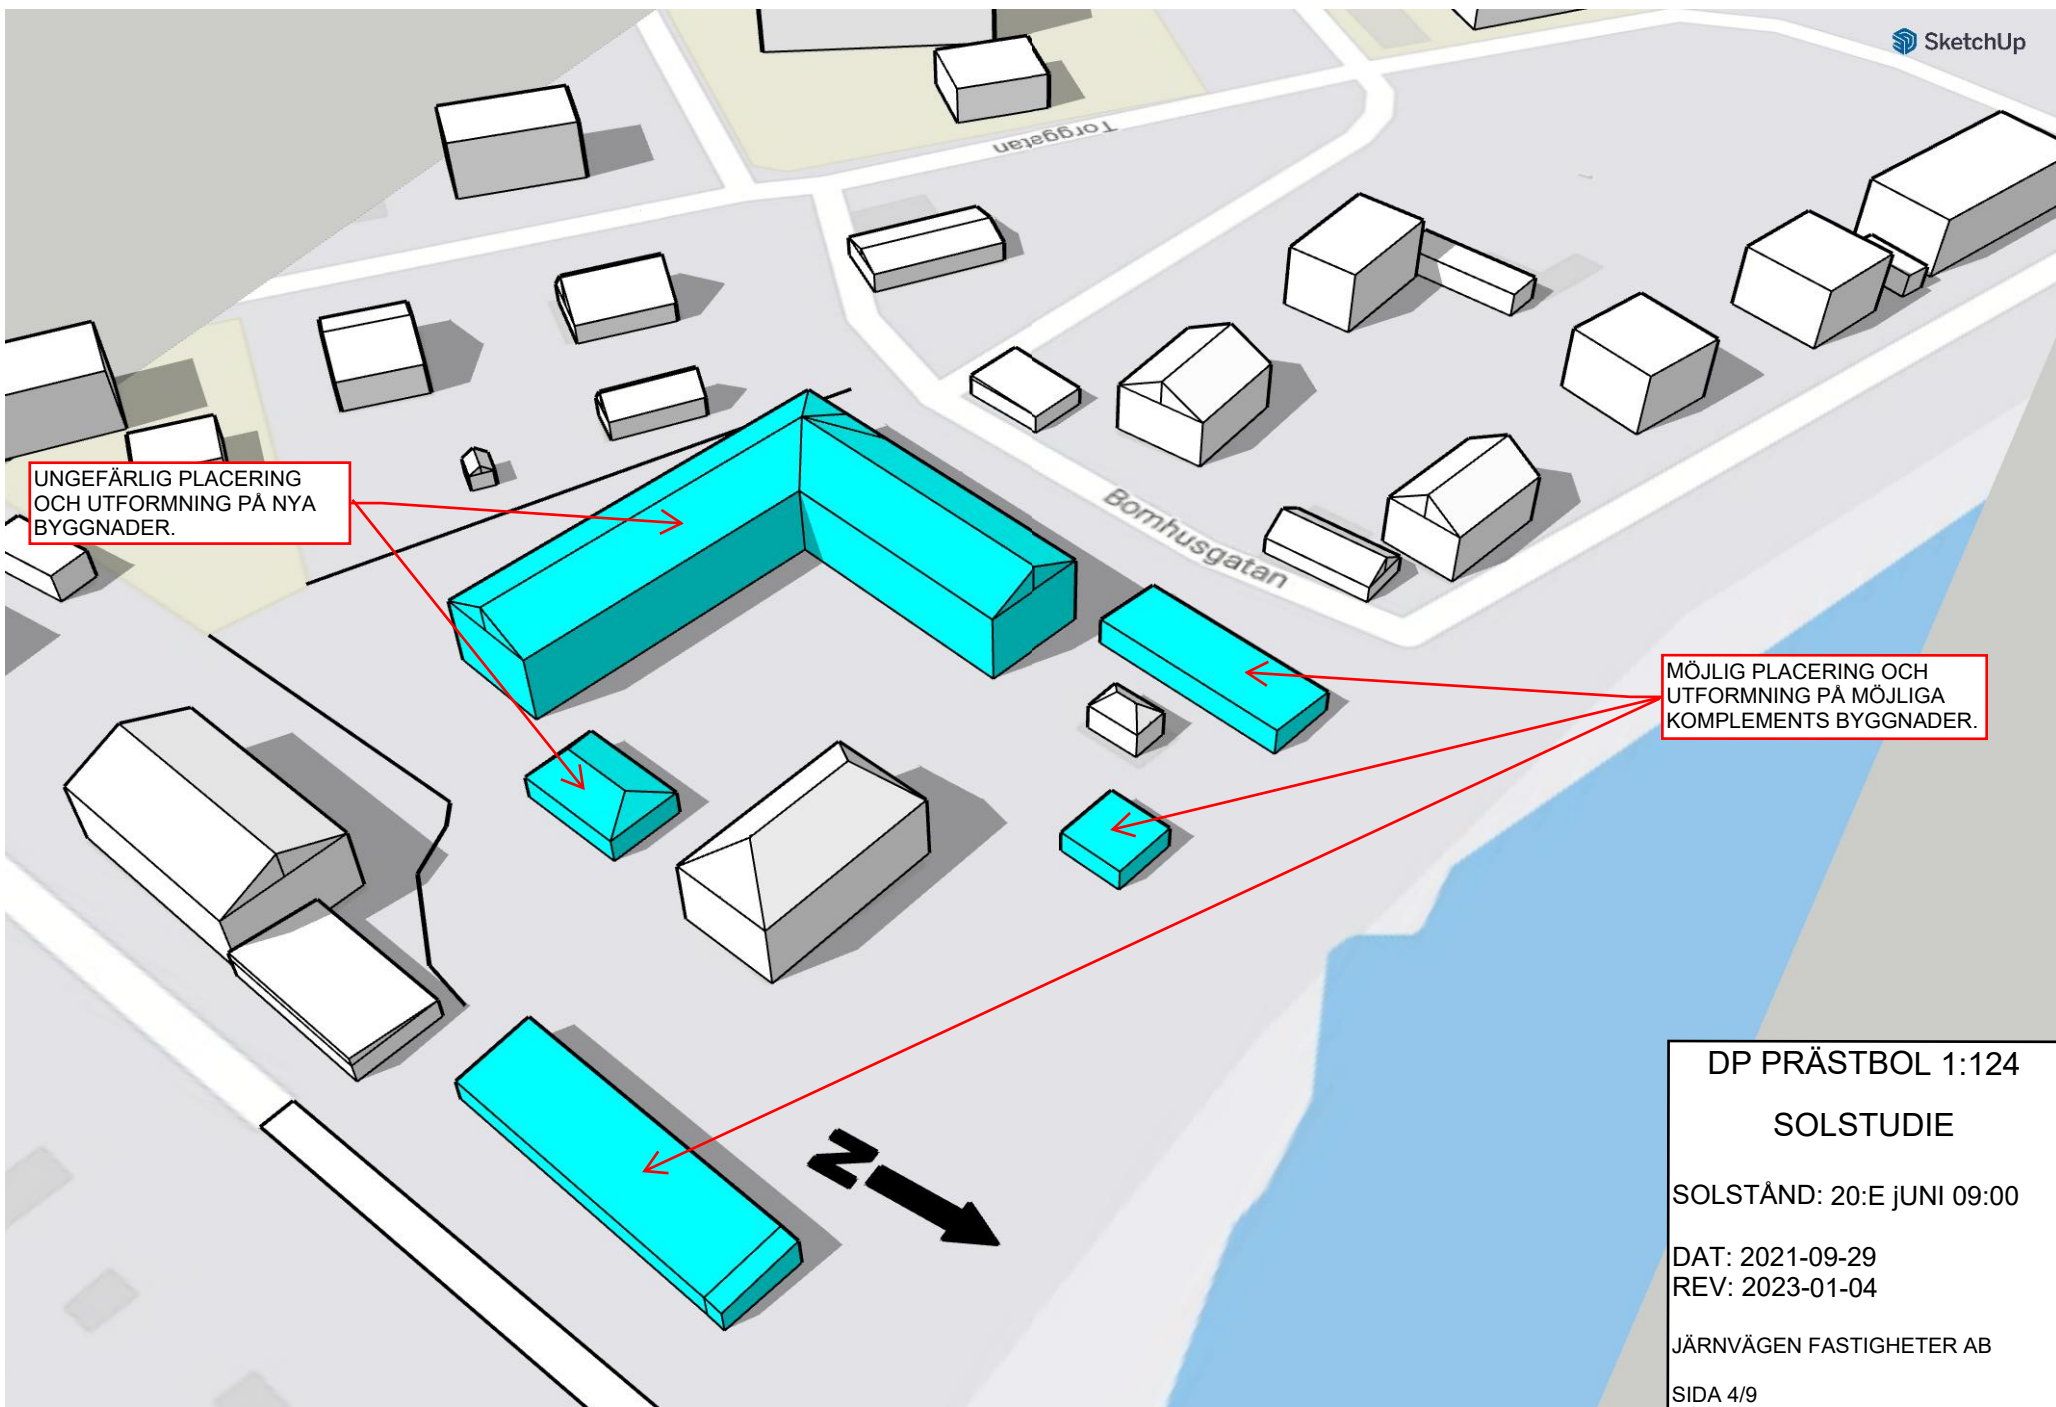 SketchUp
Torggatan
UNGEFÄRLIG PLACERING
OCH UTFORMNING PÅ NYA
BYGGNADER.
Bomhusgatan
MÖJLIG PLACERING OCH
UTFORMNING PÅ MÖJLIGA
KOMPLEMENTS BYGGNADER.
N
DP PRÄSTBOL 1:124
SOLSTUDIE
SOLSTÅND: 20:E jUNI 09:00
DAT: 2021-09-29
REV: 2023-01-04
JÄRNVÄGEN FASTIGHETER AB
SIDA 4/9